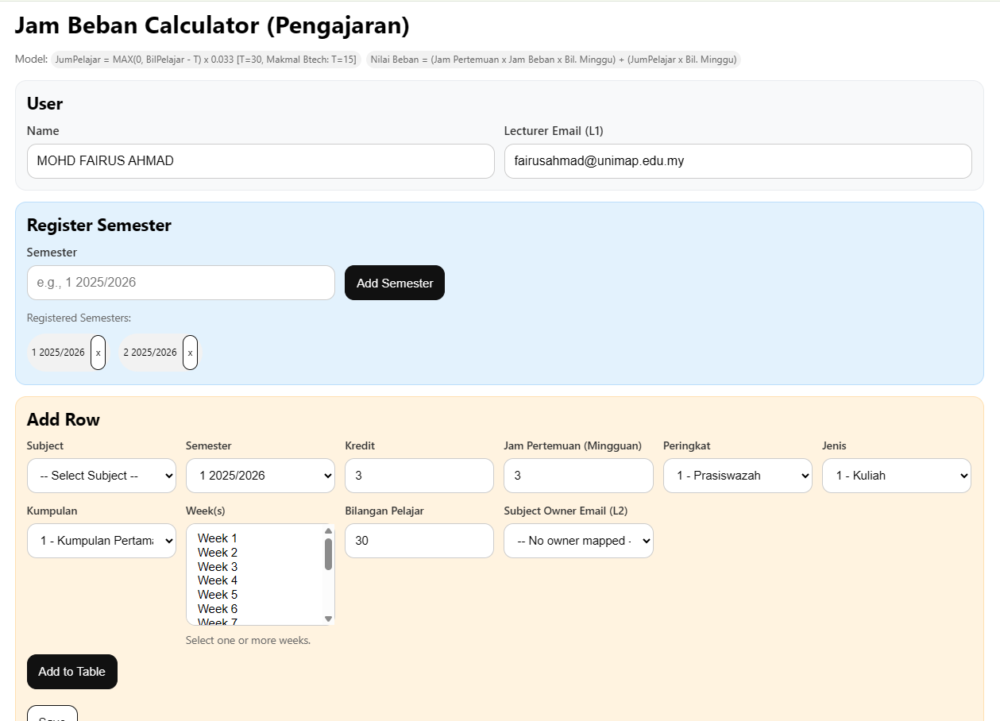 Jam Beban Calculator (Pengajaran)
Model: JumPelajar = MAX(0, BilPelajar - T) x 0.033 [T=30, Makmal Btech: T=15] Nilai Beban = (Jam Pertemuan x Jam Beban x Bil. Minggu) + (JumPelajar x Bil. Minggu)
User
Name Lecturer Email (L1)
MOHD FAIRUS AHMAD fairusahmad@unimap.edu.my
Register Semester
Semester
e.g., 1 2025/2026 Add Semester
Registered Semesters:
1 2025/2026 x 2 2025/2026 x
Add Row
Subject Semester Kredit Jam Pertemuan (Mingguan) Peringkat Jenis
-- Select Subject -- 1 2025/2026 3 3 1 - Prasiswazah 1 - Kuliah
Kumpulan Week(s) Bilangan Pelajar Subject Owner Email (L2)
1 - Kumpulan Pertama 30 -- No owner mapped -
Week 1
Week 2
Week 3
Week 4
Week 5
Week 6
Week 7
Select one or more weeks.
Add to Table
Save